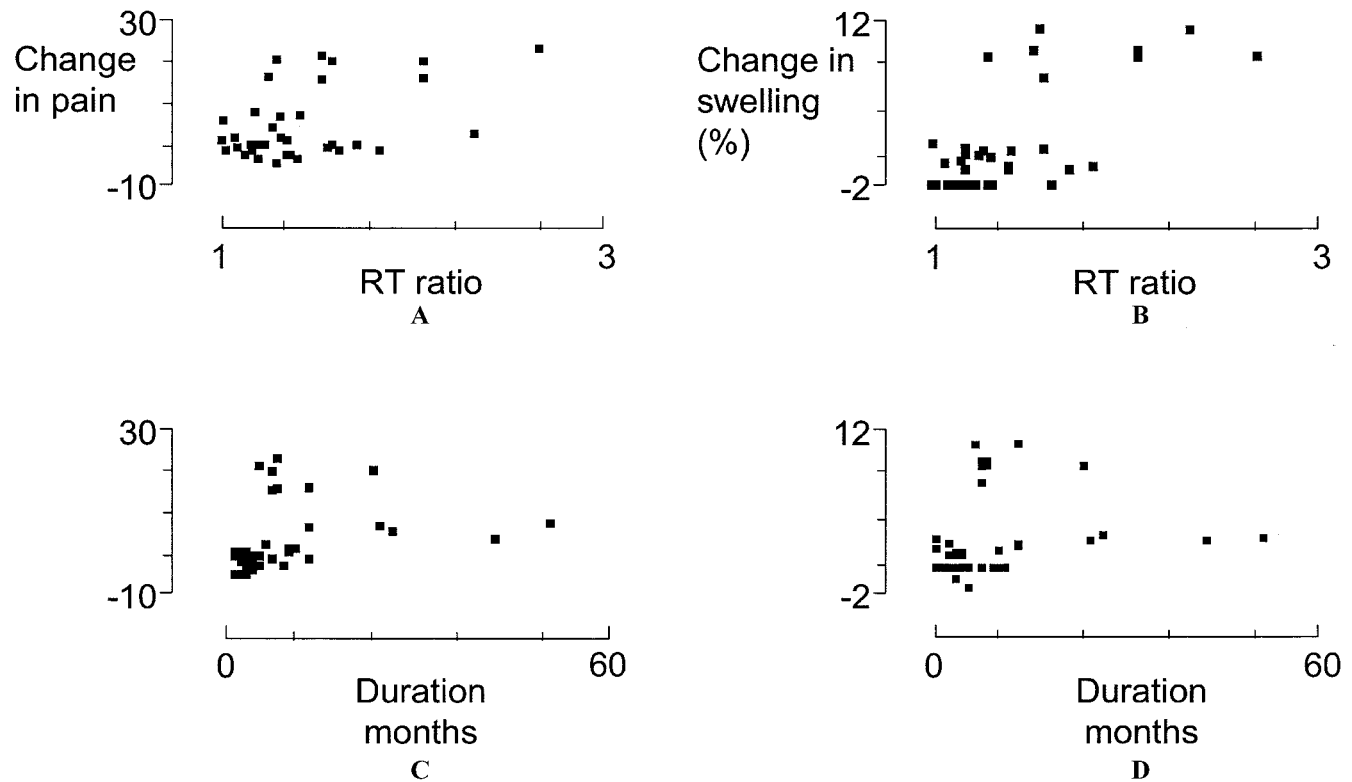 30
Change
in pain
-10
1
3
RT ratio
A
12
Change in
swelling
(%)
-2
1
3
RT ratio
B
30
-10
0
60
Duration
months
C
12
-2
0
60
Duration
months
D